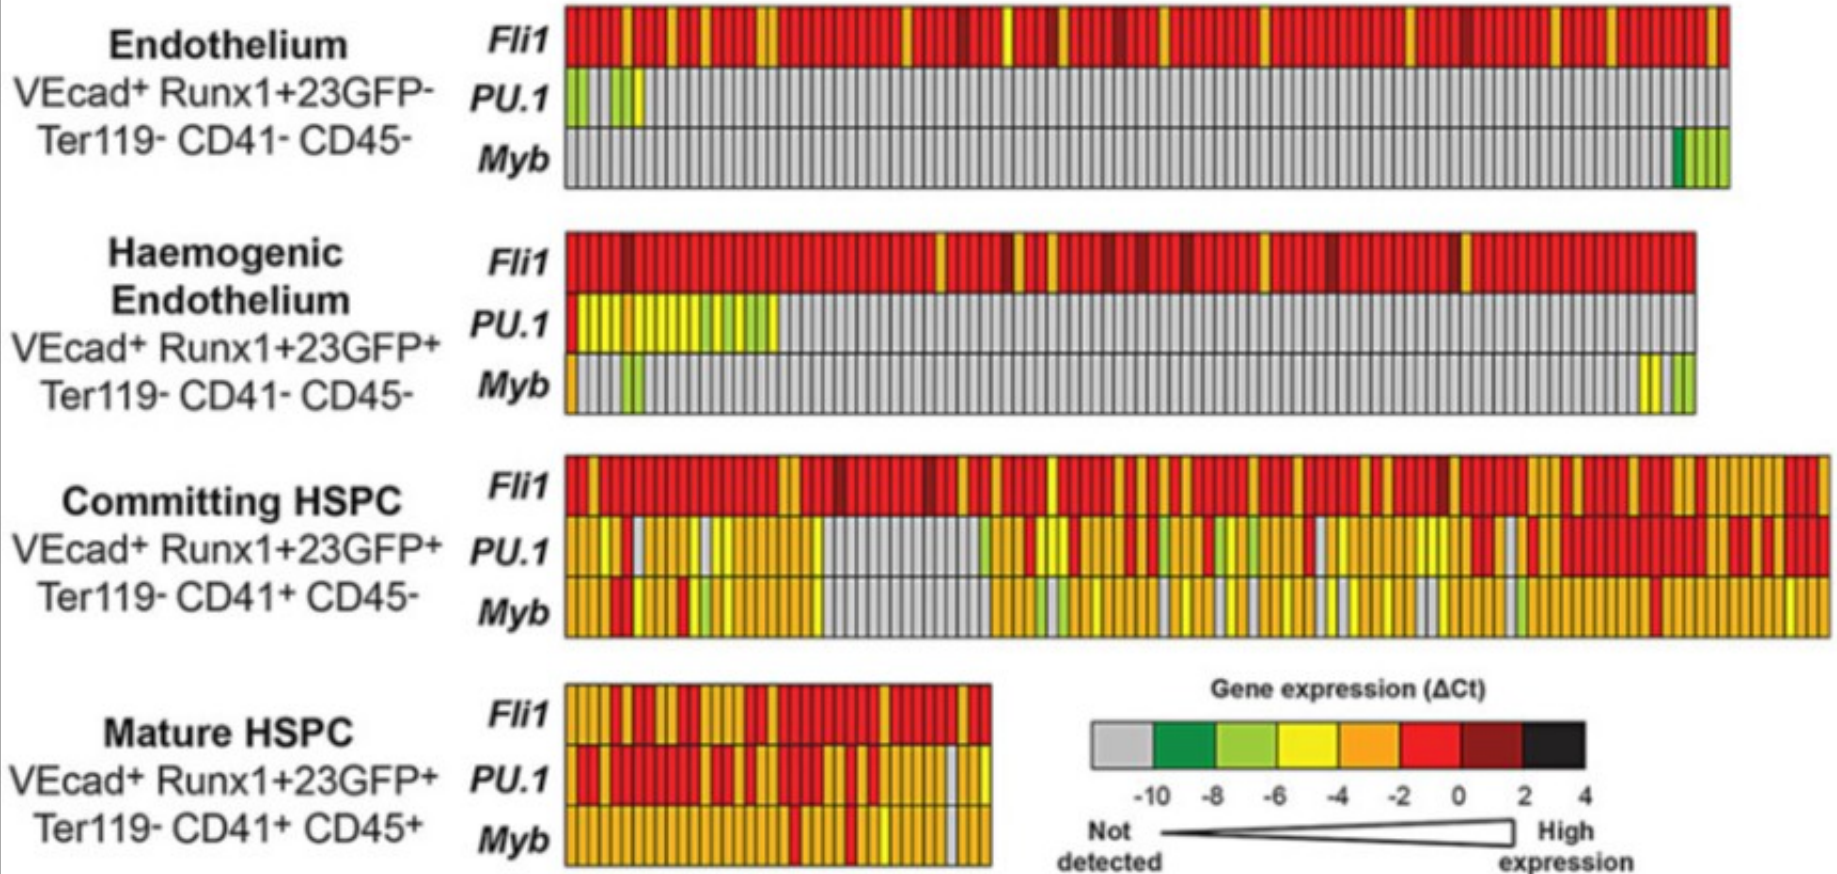 Endothelium
VEcad+ Runx1+23GFP-
Ter119- CD41- CD45-
Fli1
PU.1
Myb
Haemogenic
Endothelium
VEcad+ Runx1+23GFP+
Ter119- CD41- CD45-
Fli1
PU.1
Myb
Committing HSPC
VEcad+ Runx1+23GFP+
Ter119- CD41+ CD45-
Fli1
PU.1
Myb
Mature HSPC
VEcad+ Runx1+23GFP+
Ter119- CD41+ CD45+
Fli1
PU.1
Myb
Gene expression (ΔCt)
-10 -8 -6 -4 -2 0 2 4
Not detected
High expression